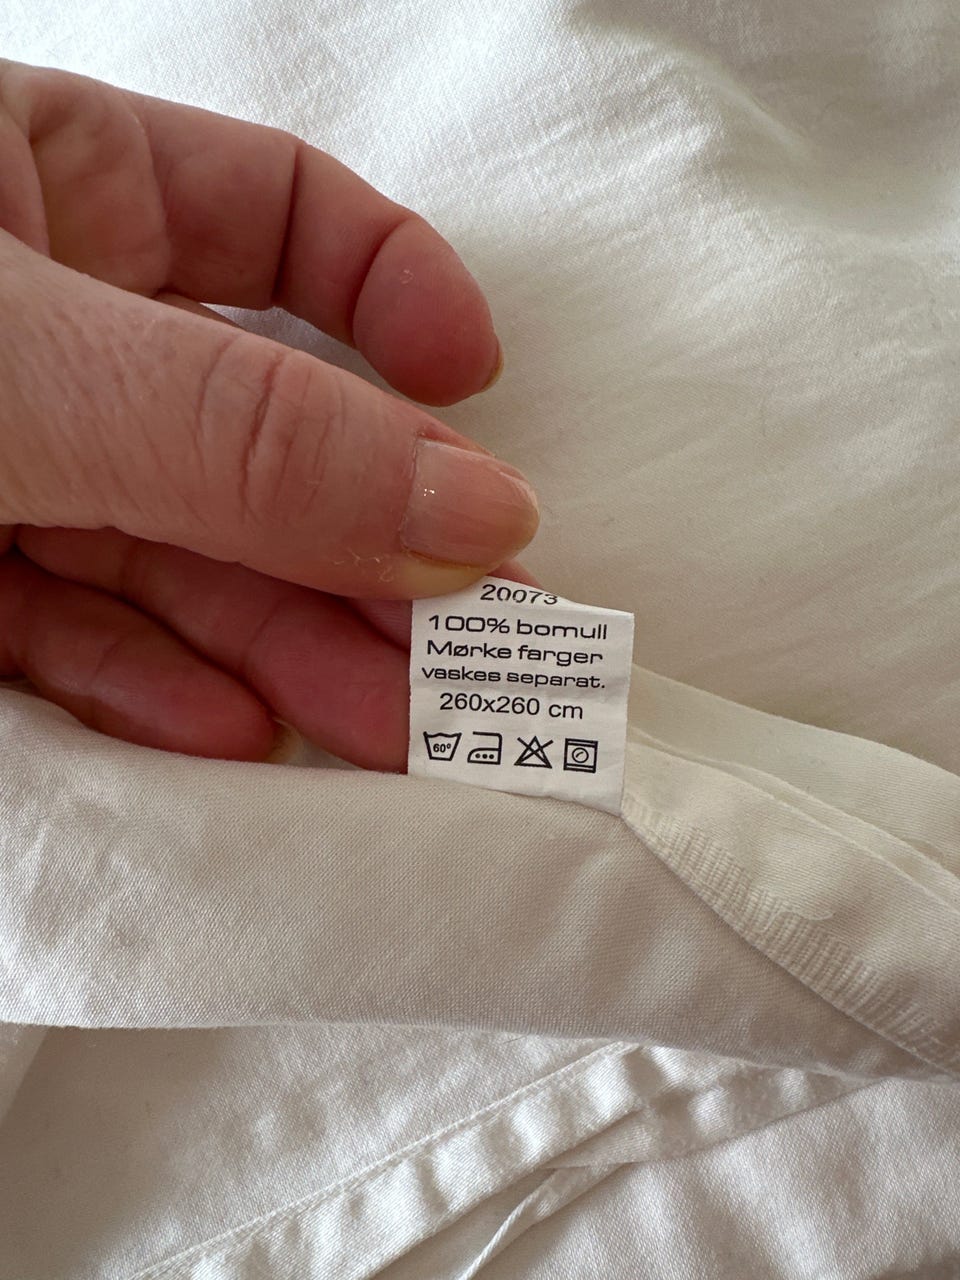 20073
100% bomull
Mørke farger
vaskes separat.
260x260 cm
60°